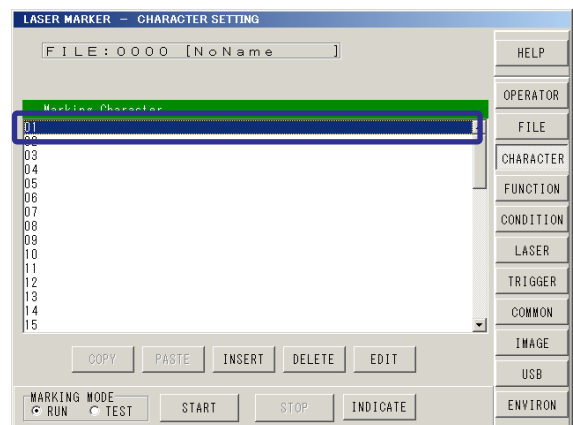 LASER MARKER － CHARACTER SETTING
FILE:0000 [NoName ]
HELP
OPERATOR
Marking Character
01
FILE
02
03
CHARACTER
04
05
FUNCTION
06
07
CONDITION
08
09
LASER
10
11
TRIGGER
12
13
COMMON
14
15
IMAGE
COPY PASTE INSERT DELETE EDIT
USB
MARKING MODE
RUN TEST START STOP INDICATE
ENVIRON